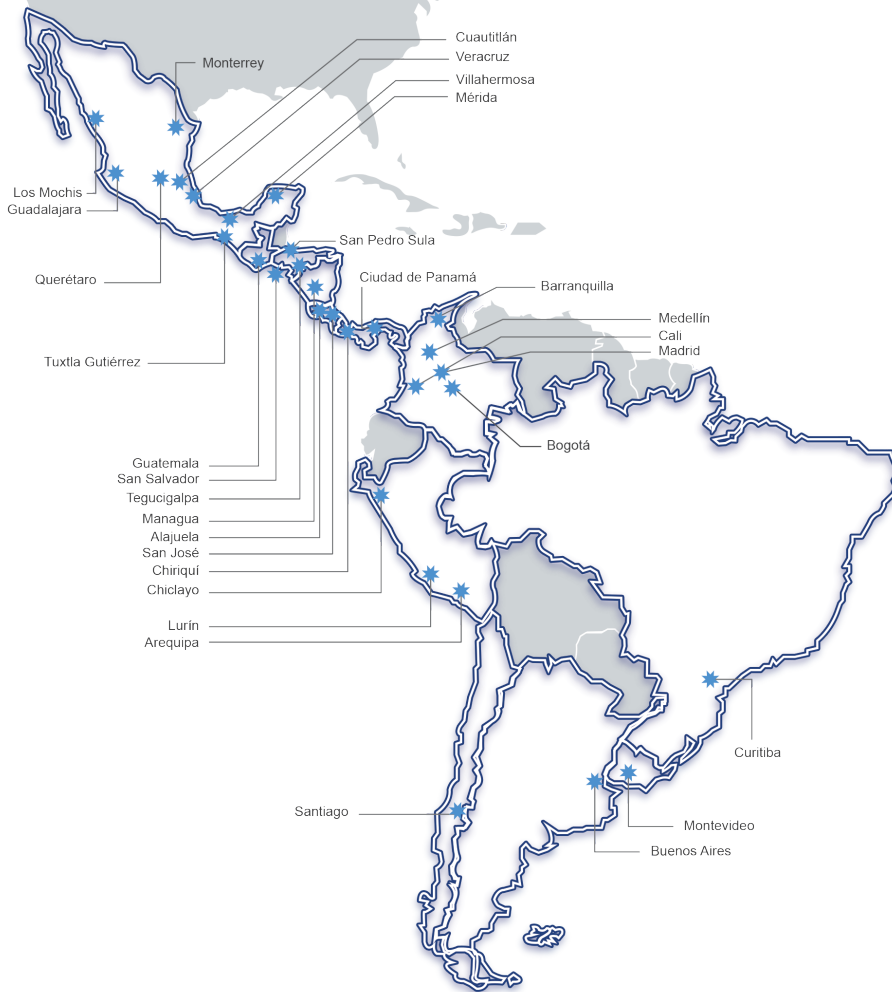 Cuautitlán
Veracruz
Monterrey
Villahermosa
Mérida
Los Mochis
Guadalajara
San Pedro Sula
Querétaro
Ciudad de Panamá
Barranquilla
Medellín
Cali
Madrid
Tuxtla Gutiérrez
Bogotá
Guatemala
San Salvador
Tegucigalpa
Managua
Alajuela
San José
Chiriquí
Chiclayo
Lurín
Arequipa
Curitiba
Santiago
Montevideo
Buenos Aires